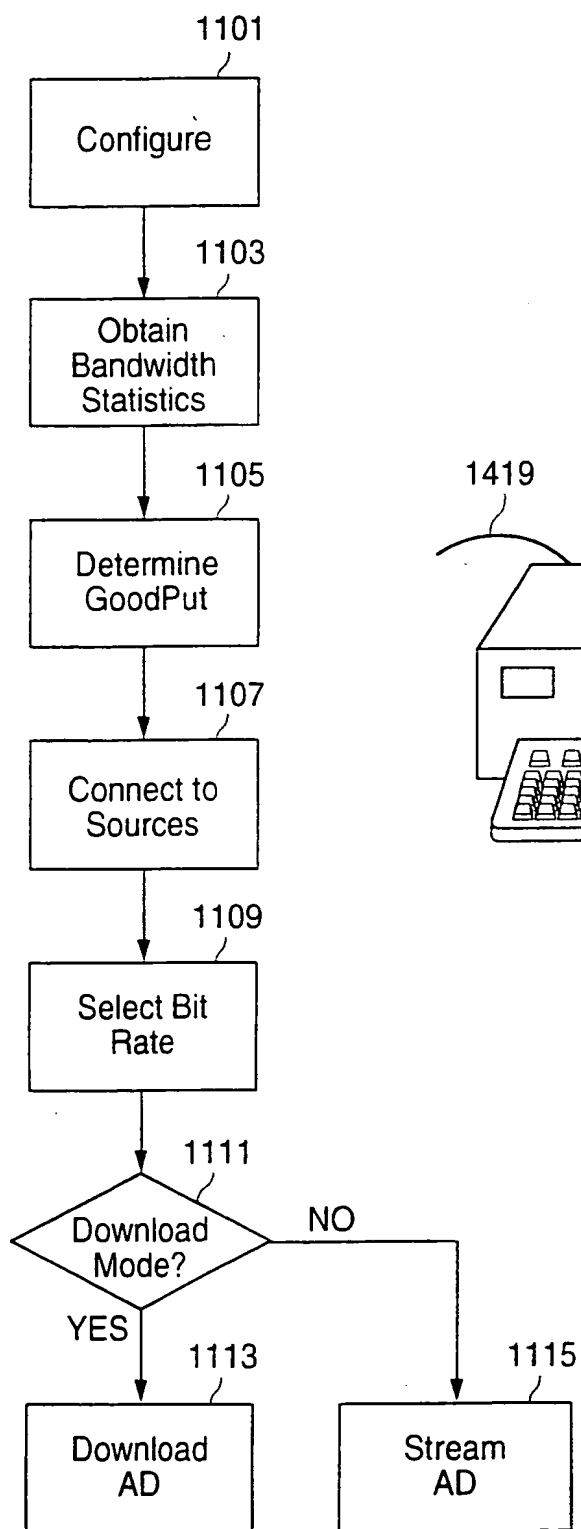 1101
Configure
1103
Obtain
Bandwidth
Statistics
1105
Determine
GoodPut
1419
1107
Connect to
Sources
1109
Select Bit
Rate
1111
Download
Mode?
NO
YES
1113
Download
AD
1115
Stream
AD